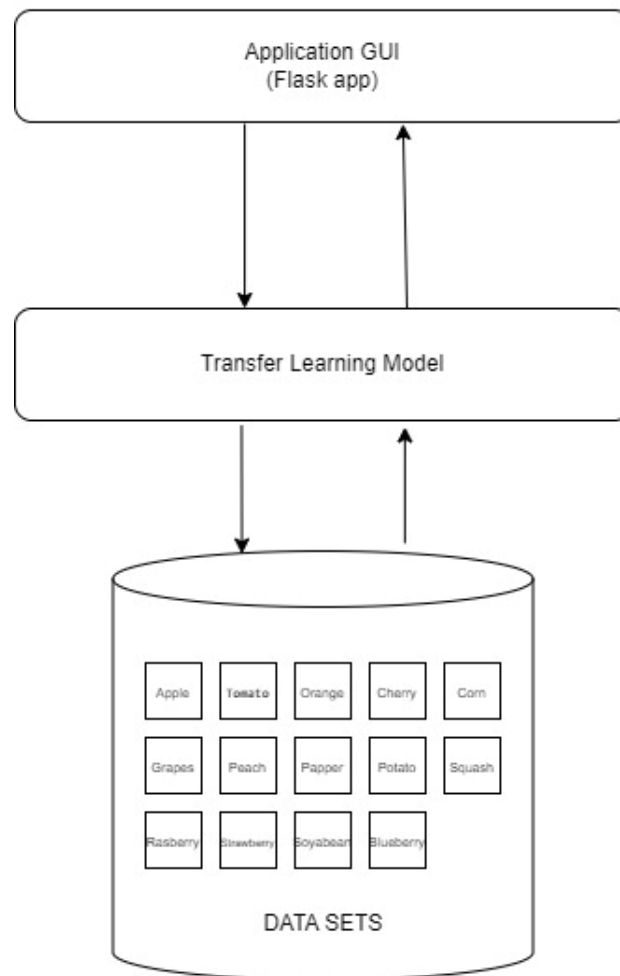 Application GUI
(Flask app)
Transfer Learning Model
Apple Tomato Orange Cherry Corn
Grapes Peach Papper Potato Squash
Rasberry Strawberry Soyabean Blueberry
DATA SETS